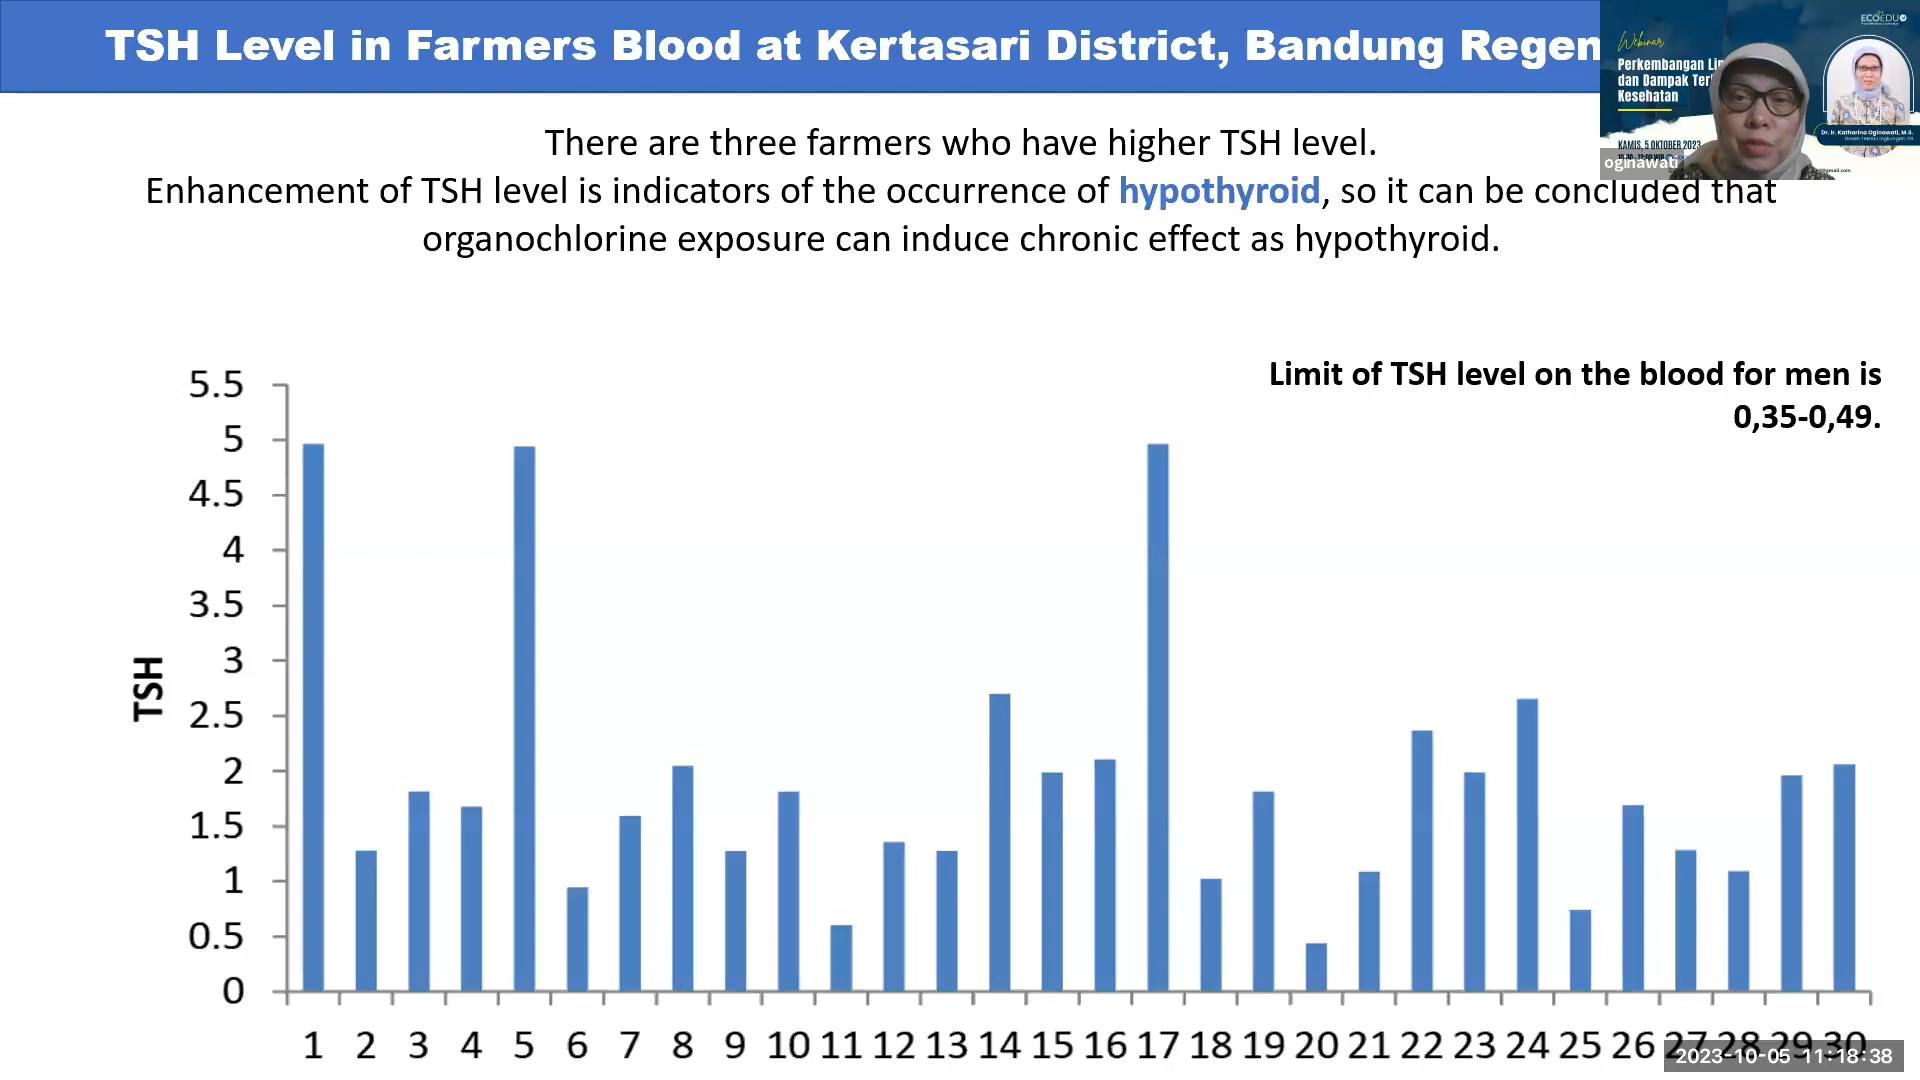 TSH Level in Farmers Blood at Kertasari District, Bandung Regen
ECOEDU
Webinar
Perkembangan
dan Dampak
Kesehatan
Dr. Ir. Katharina Oginawati, M.S.
KAMIS, 5 OKTOBER 2023
oginawati
There are three farmers who have higher TSH level.
Enhancement of TSH level is indicators of the occurrence of hypothyroid, so it can be concluded that
organochlorine exposure can induce chronic effect as hypothyroid.
Limit of TSH level on the blood for men is
0,35-0,49.
TSH
5.5
5
4.5
4
3.5
3
2.5
2
1.5
1
0.5
0
1 2 3 4 5 6 7 8 9 10 11 12 13 14 15 16 17 18 19 20 21 22 23 24 25 26 27 28 29 30
2023-10-05 11:18:38